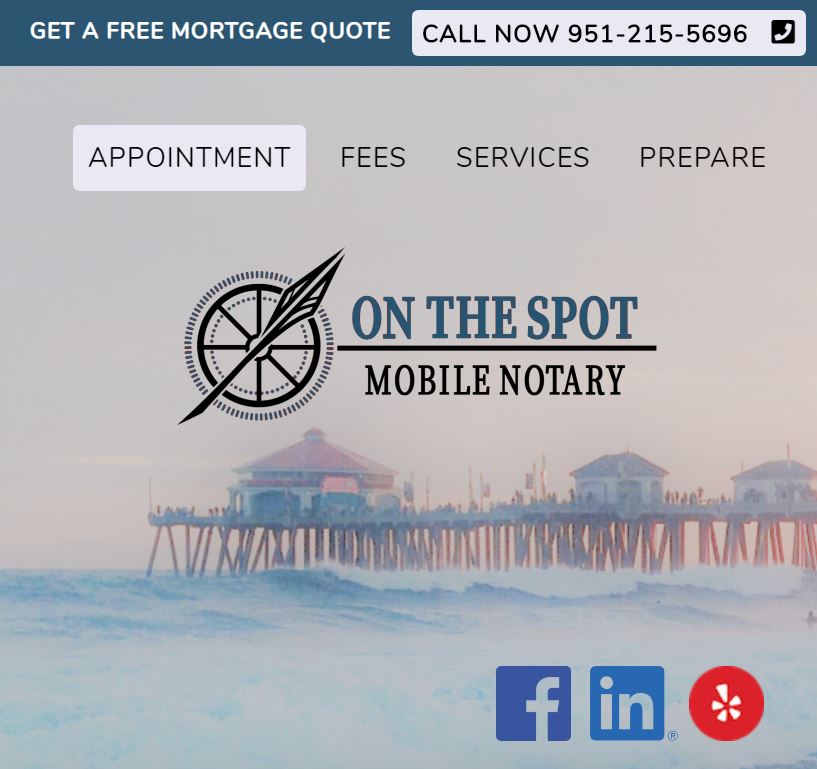 GET A FREE MORTGAGE QUOTE
CALL NOW 951-215-5696
APPOINTMENT FEES SERVICES PREPARE
ON THE SPOT
MOBILE NOTARY
f
in®